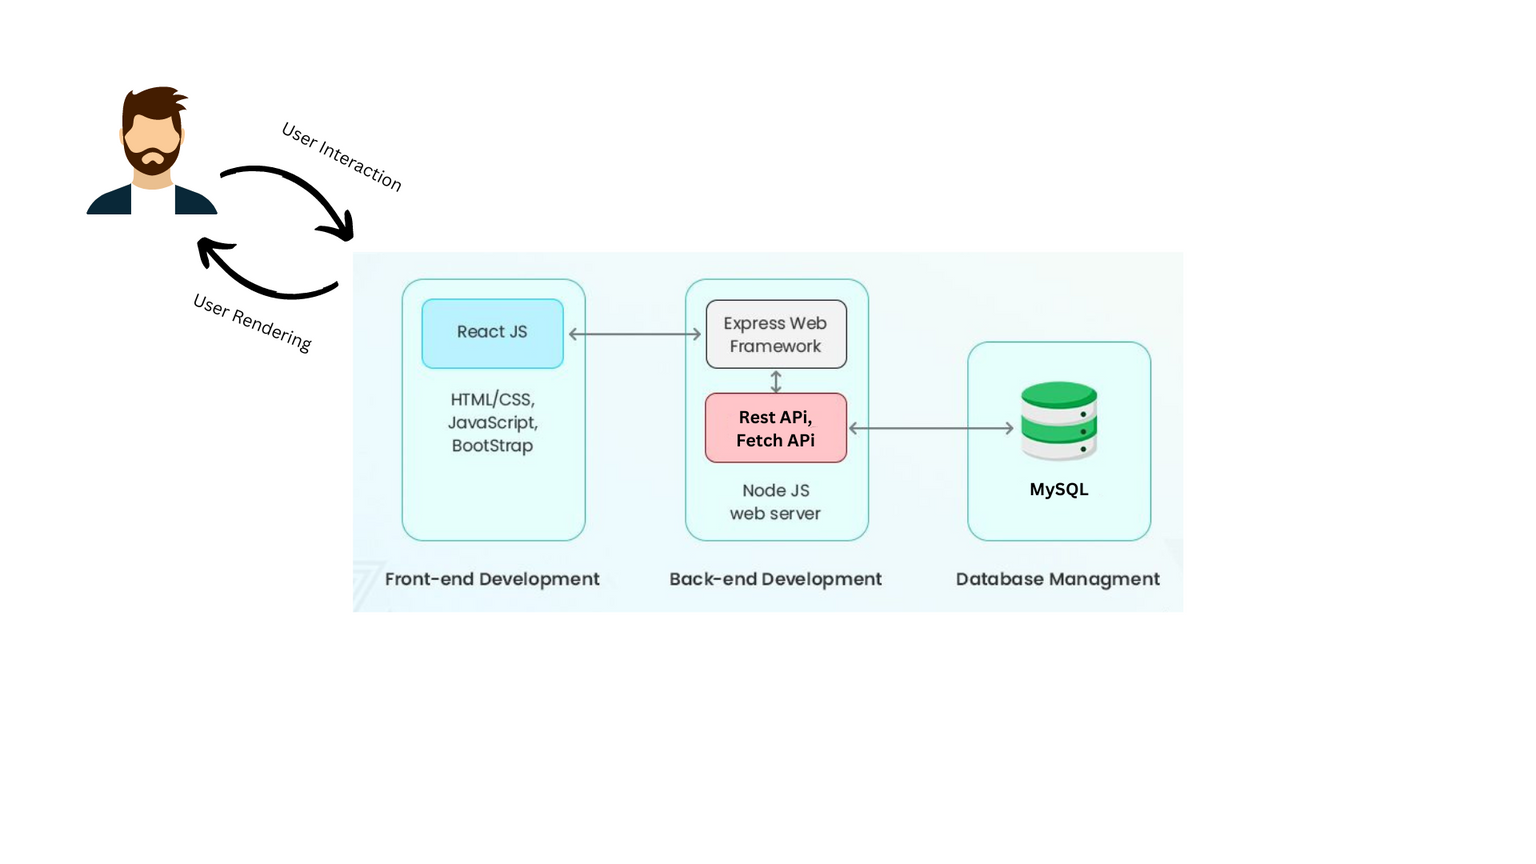 User Interaction
User Rendering
React JS
HTML/CSS,
JavaScript,
BootStrap
Front-end Development
Express Web
Framework
Rest APi,
Fetch APi
Node JS
web server
Back-end Development
MySQL
Database Managment